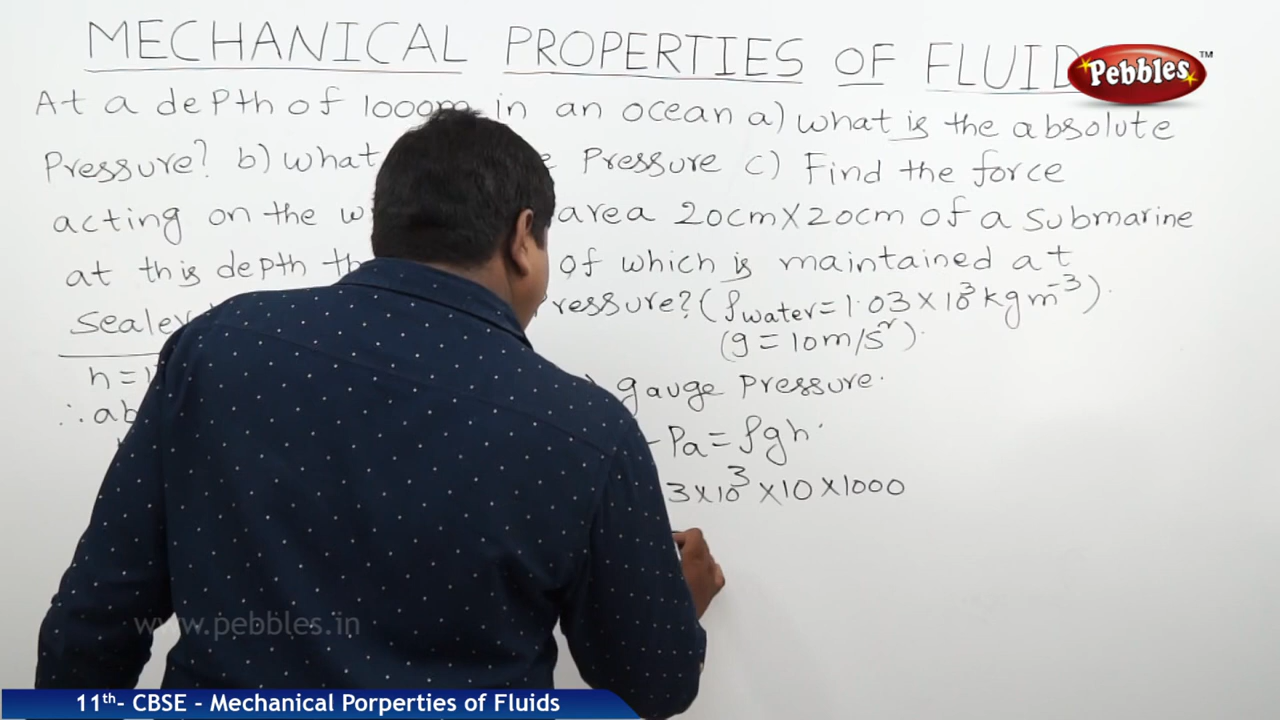 MECHANICAL PROPERTIES OF FLUID
Pebbles™
At a depth of 1000m in an ocean a) what is the absolute
Pressure? b) what Pressure c) Find the force
acting on the area 20cm×20cm of a submarine
at this depth of which is maintained at
ressure? (ρwater = 1.03×10³ kg m⁻³).
(g = 10m/s²).
h =
gauge Pressure.
∴ab
Pa = ρgh.
3×10³×10×1000
www.pebbles.in
11th- CBSE - Mechanical Porperties of Fluids